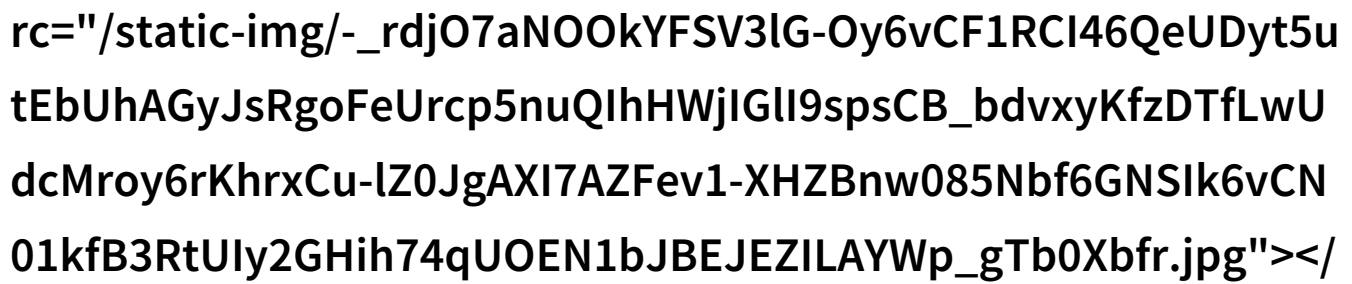 rc="/static-img/-_rdjO7aNOOkYFSV3lG-Oy6vCF1RCI46QeUDyt5u
tEbUhAGyJsRgoFeUrcp5nuQIhHWjIGlI9spsCB_bdvxyKfzDTfLwU
dcMroy6rKhrxCu-lZ0JgAXI7AZFev1-XHZBnw085Nbf6GNSIk6vCN
01kfB3RtUIy2GHih74qUOEN1bJBEJEZILAYWp_gTb0Xbfr.jpg"></